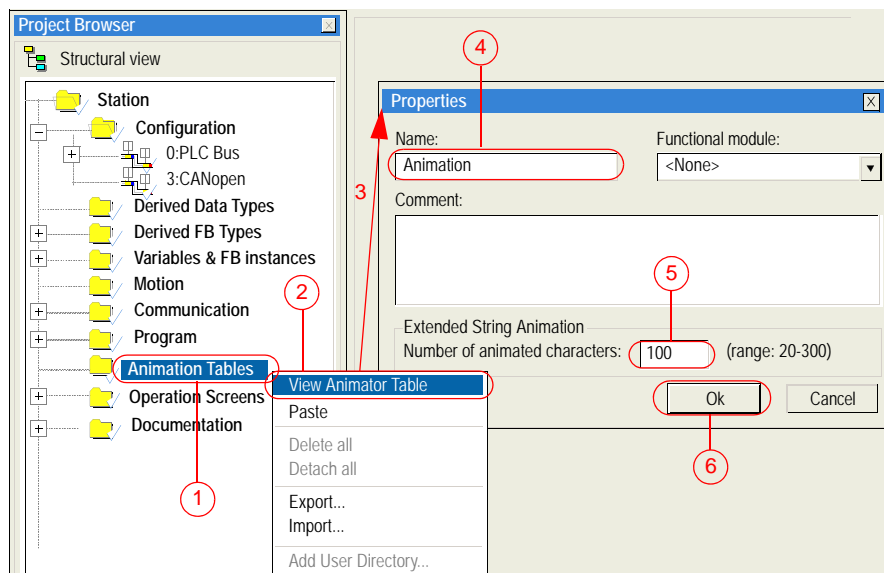 Project Browser
Structural view
Station
Configuration
0:PLC Bus
3:CANopen
Derived Data Types
Derived FB Types
Variables & FB instances
Motion
Communication
Program
Animation Tables
Operation Screens
Documentation
1
2
View Animator Table
Paste
Delete all
Detach all
Export...
Import...
Add User Directory...
3
4
Properties
Name:
Functional module:
Animation
<None>
Comment:
5
Extended String Animation
Number of animated characters: 100 (range: 20-300)
Ok
Cancel
6